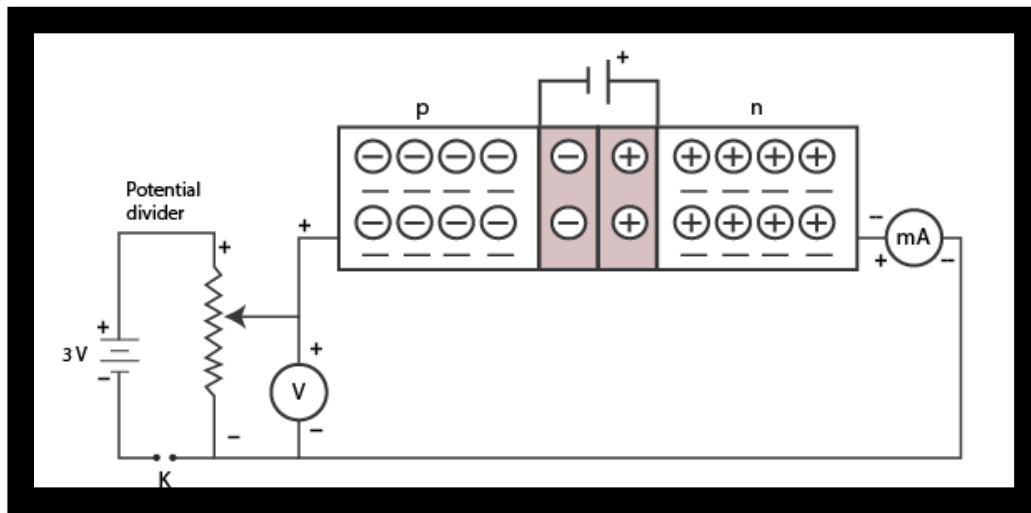 +
p
n
Potential
divider
+
+
–
mA
+
–
+
3 V
–
+
V
–
–
K